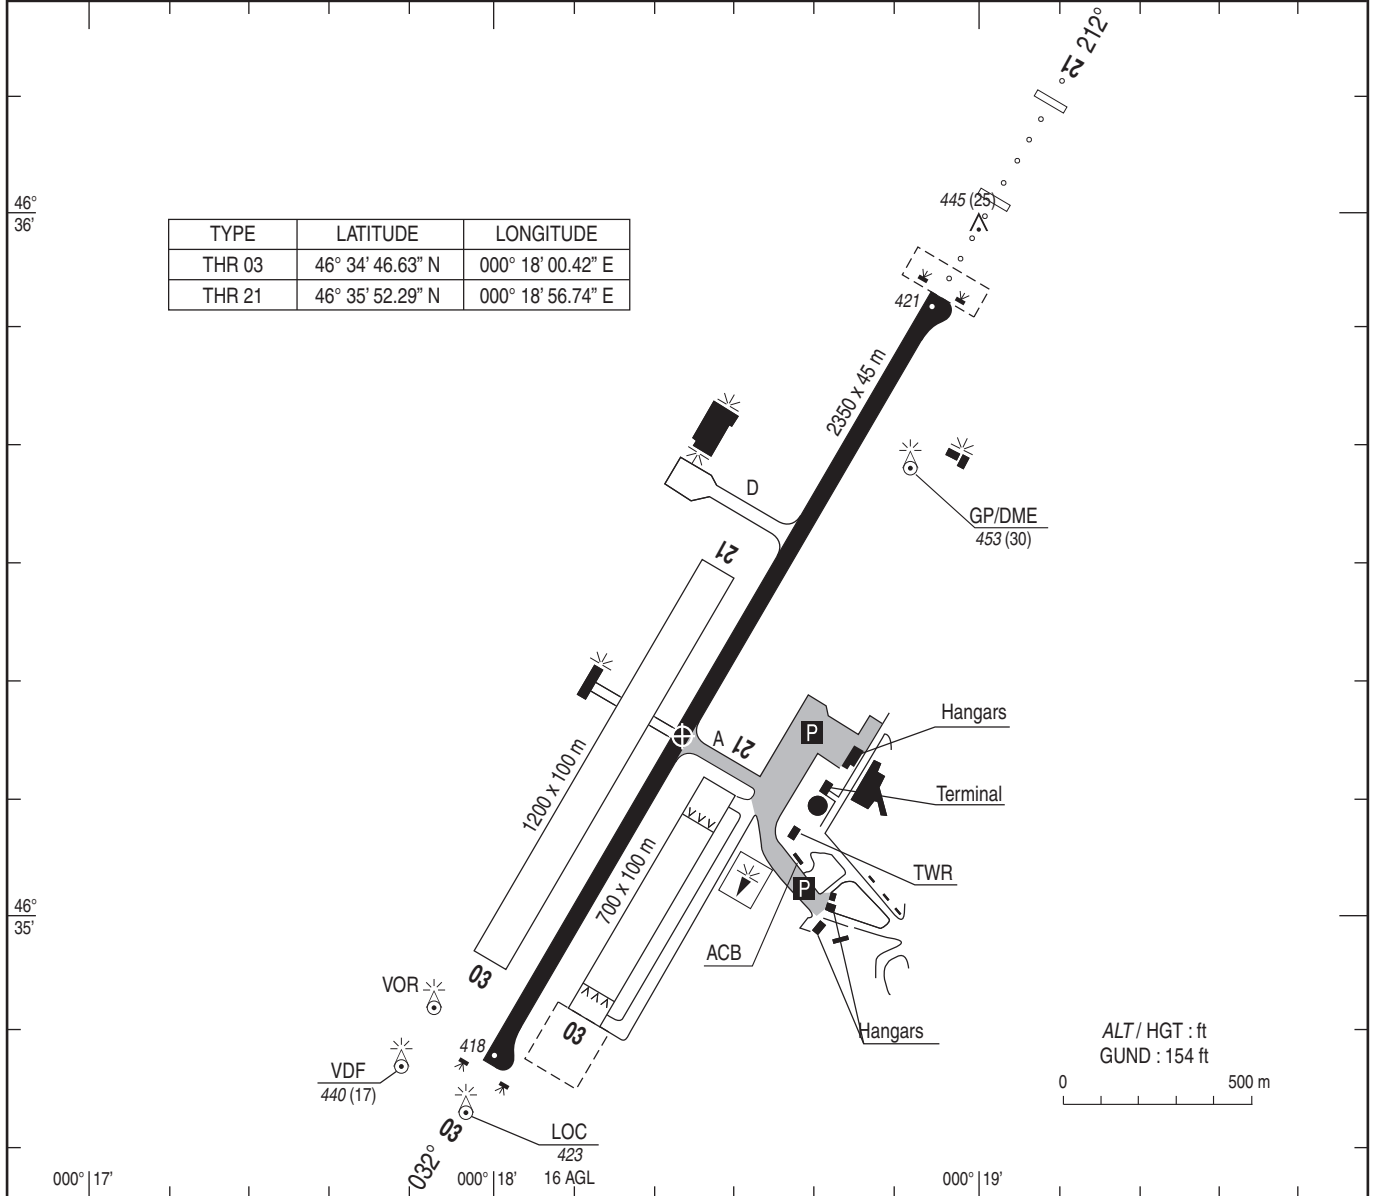 21 212°
46°
36'
445 (25)
TYPE LATITUDE LONGITUDE
THR 03 46° 34' 46.63” N 000° 18' 00.42” E
THR 21 46° 35' 52.29” N 000° 18' 56.74” E
421
2350 x 45 m
D
GP/DME
453 (30)
21
Hangars
P
A 21
1200 x 100 m
Terminal
700 x 100 m
TWR
P
46°
35'
ACB
03
VOR
Hangars
03
418
ALT / HGT : ft
GUND : 154 ft
VDF
440 (17)
0 500 m
03
LOC
423
16 AGL
032°
000° 17' 000° 18' 000° 19'